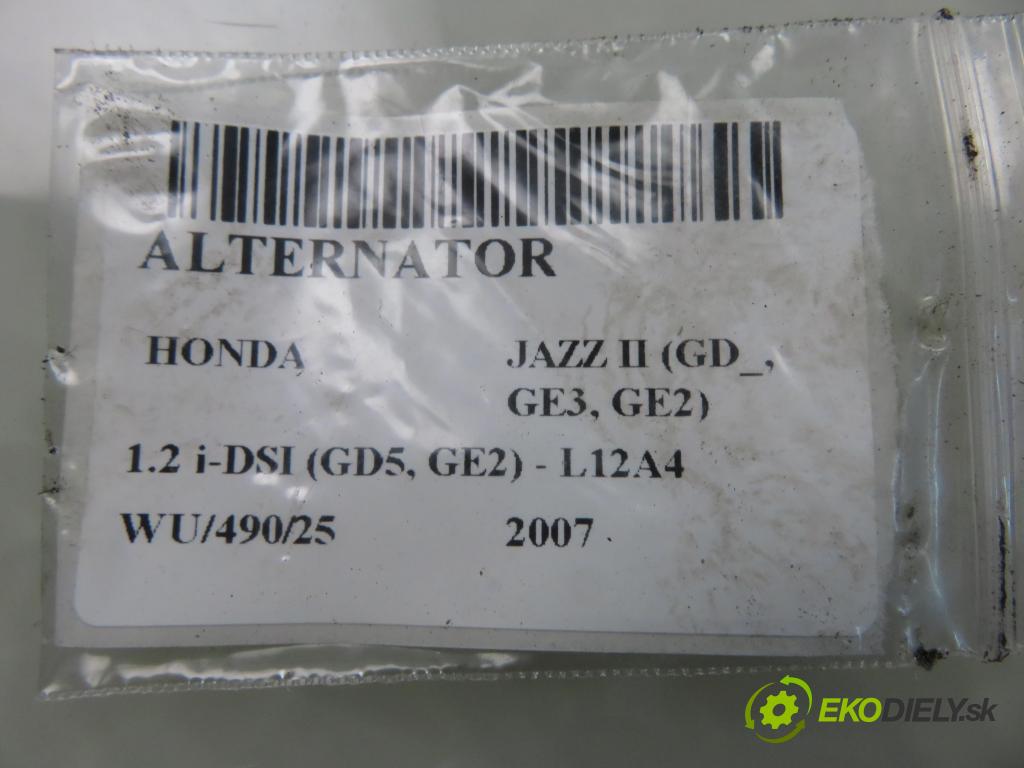 ALTERNATOR
HONDA JAZZ II (GD_,
GE3, GE2)
1.2 i-DSI (GD5, GE2) - L12A4
WU/490/25 2007
EKODIELY.sk